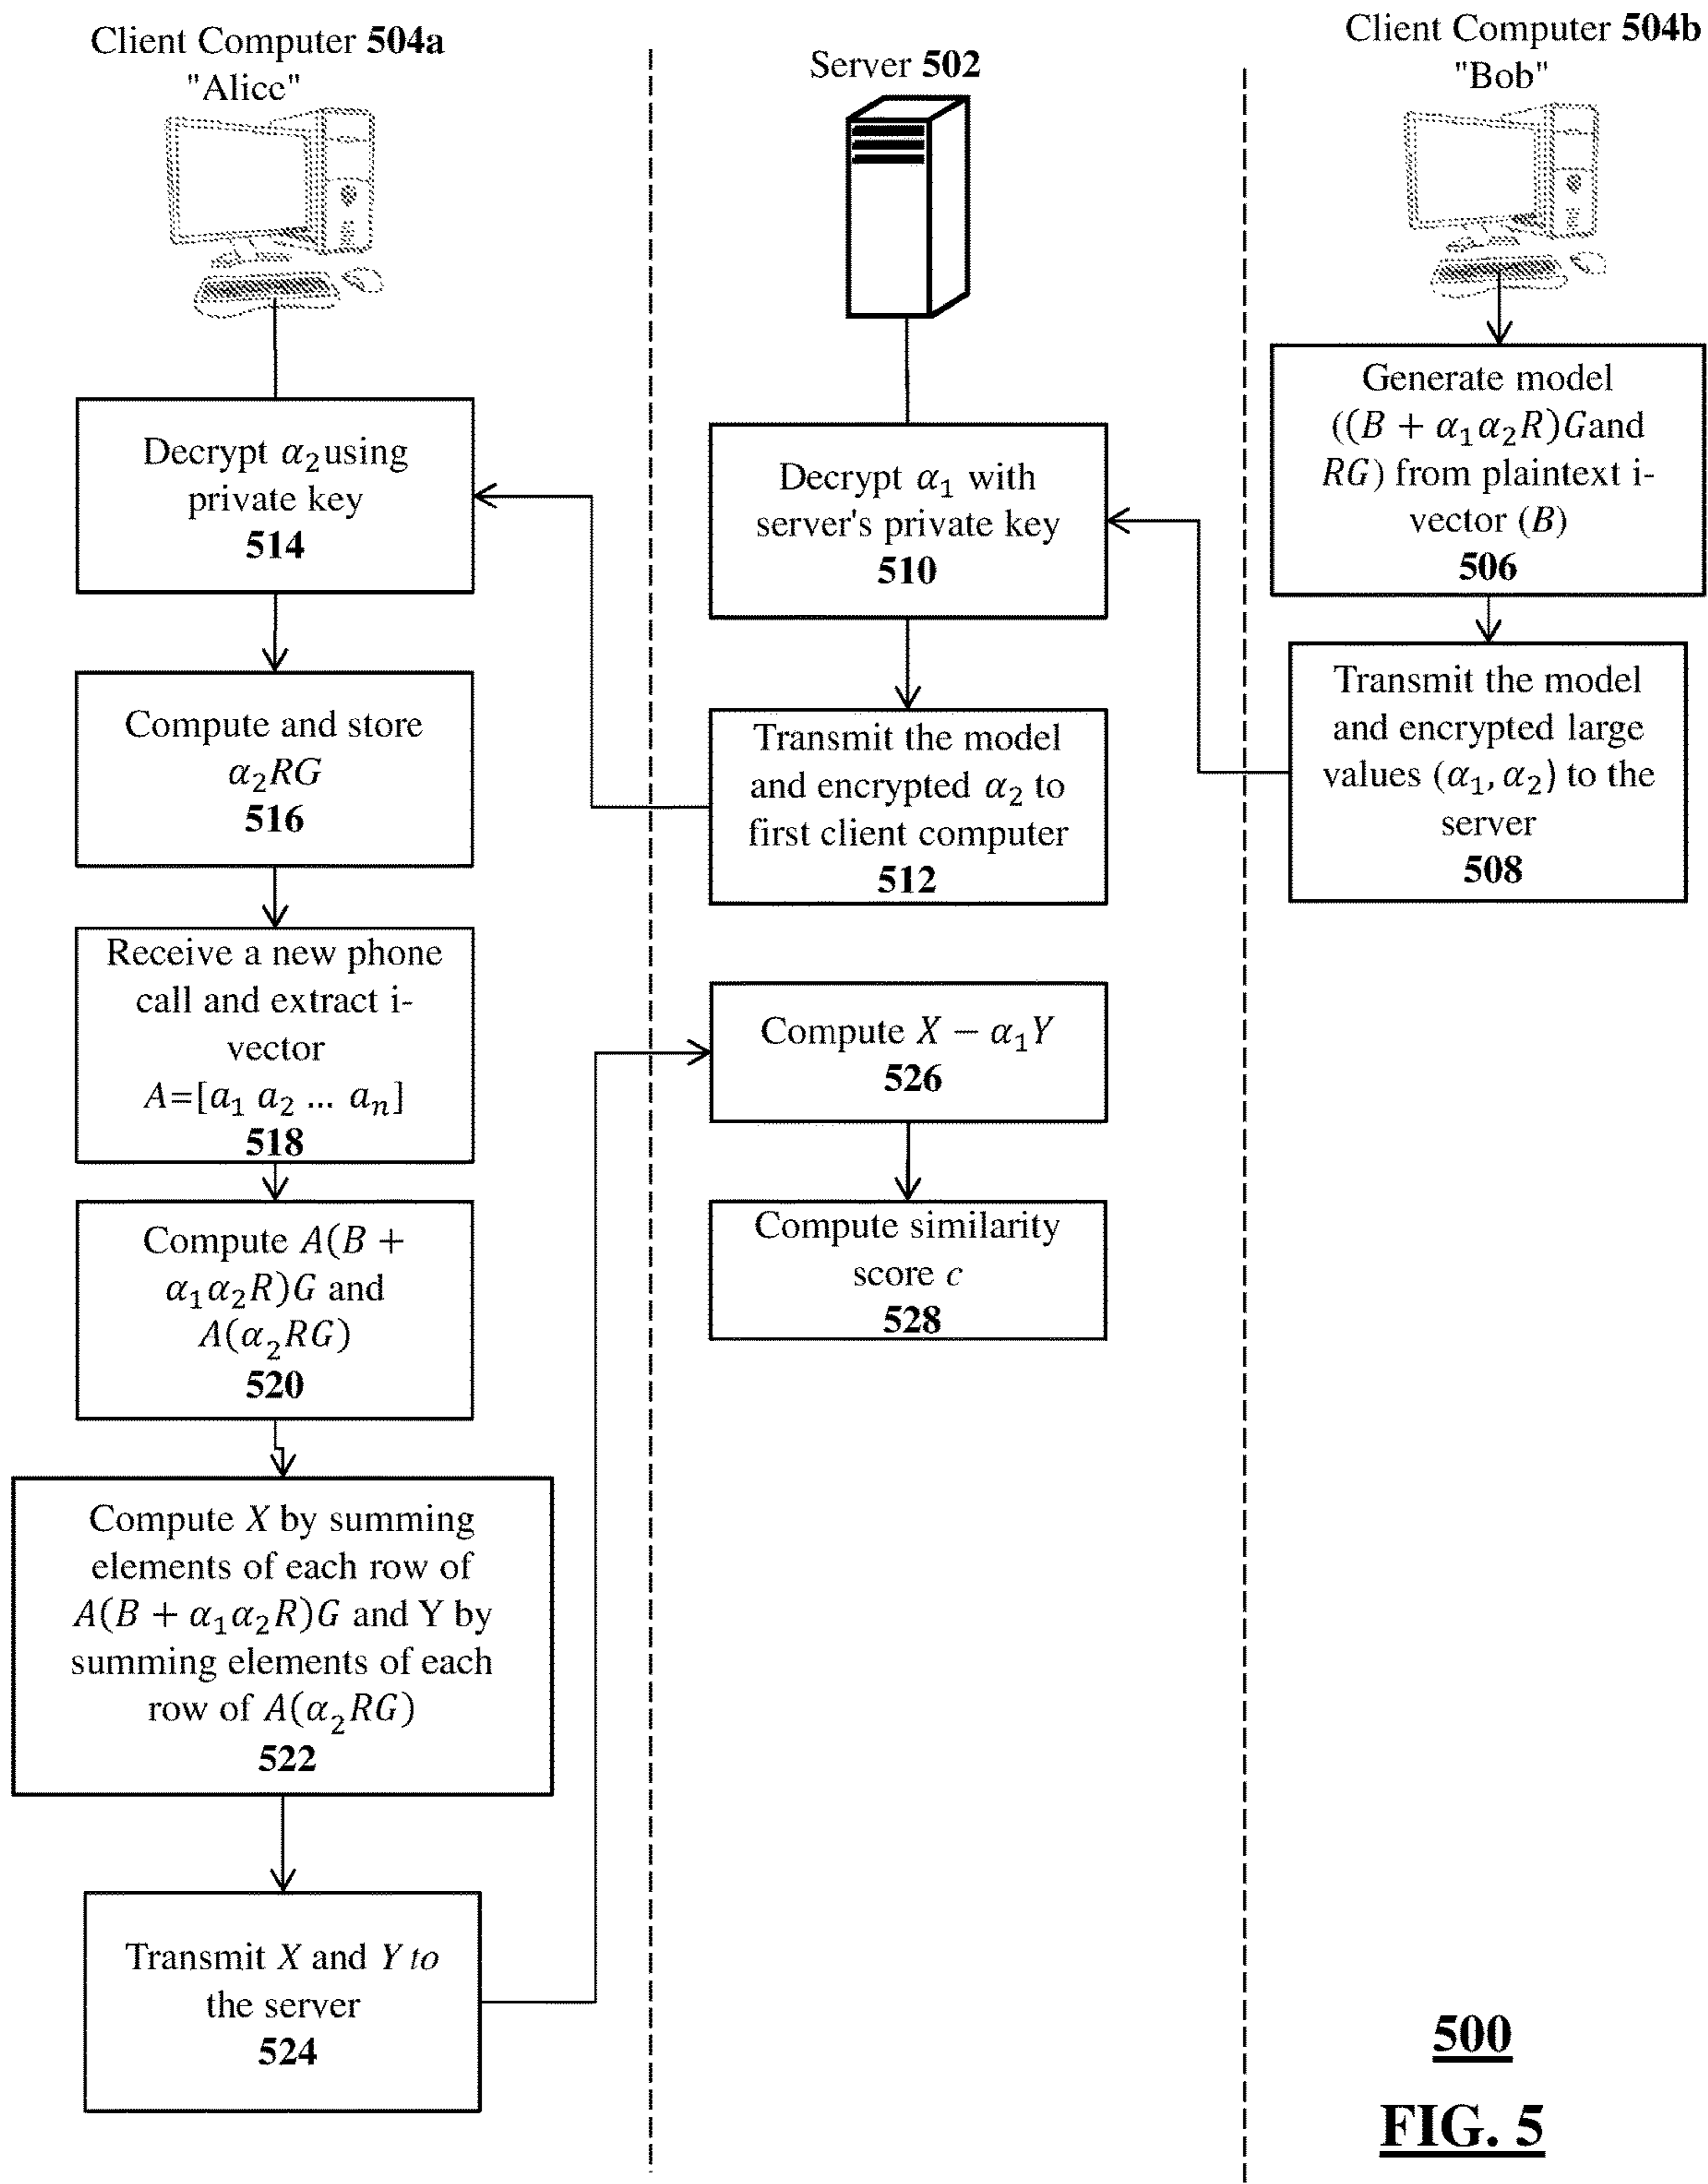 Client Computer 504a
"Alice"
Decrypt α₂using
private key
514
Compute and store
α₂RG
516
Receive a new phone
call and extract i-
vector
A=[a₁ a₂ ... aₙ]
518
Compute A(B +
α₁α₂R)G and
A(α₂RG)
520
Compute X by summing
elements of each row of
A(B + α₁α₂R)G and Y by
summing elements of each
row of A(α₂RG)
522
Transmit X and Y to
the server
524
Server 502
Decrypt α₁ with
server's private key
510
Transmit the model
and encrypted α₂ to
first client computer
512
Compute X − α₁Y
526
Compute similarity
score c
528
Client Computer 504b
"Bob"
Generate model
((B + α₁α₂R)Gand
RG) from plaintext i-
vector (B)
506
Transmit the model
and encrypted large
values (α₁, α₂) to the
server
508
500
FIG. 5